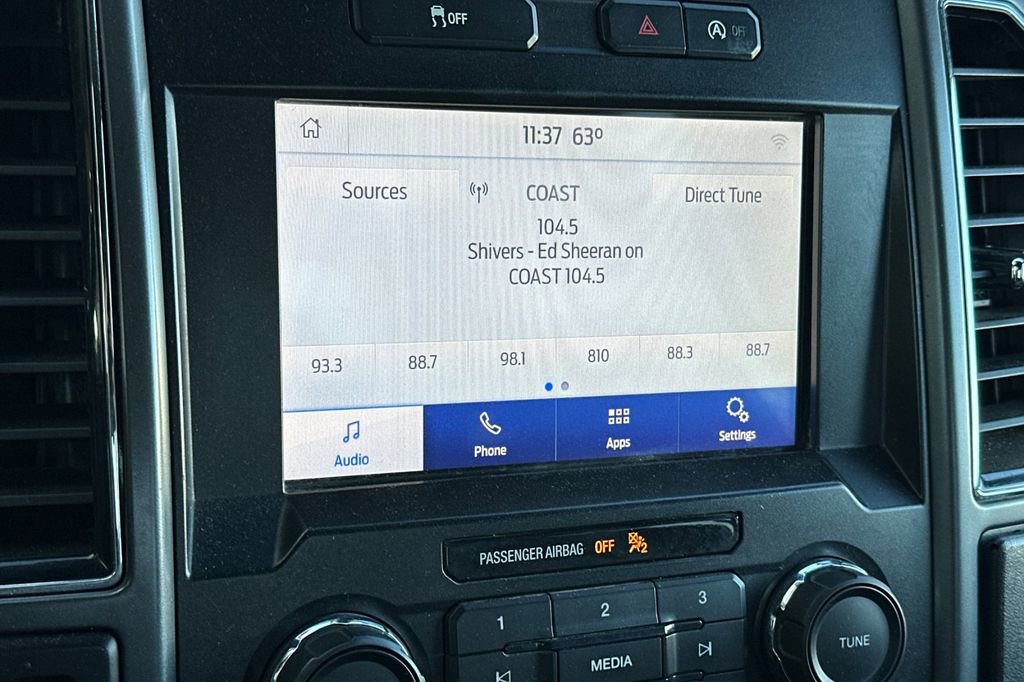 OFF
A OFF
11:37 63º
Sources
COAST
Direct Tune
104.5
Shivers - Ed Sheeran on
COAST 104.5
93.3 88.7 98.1 810 88.3 88.7
Audio Phone Apps Settings
PASSENGER AIRBAG OFF 2
1 2 3
MEDIA
TUNE